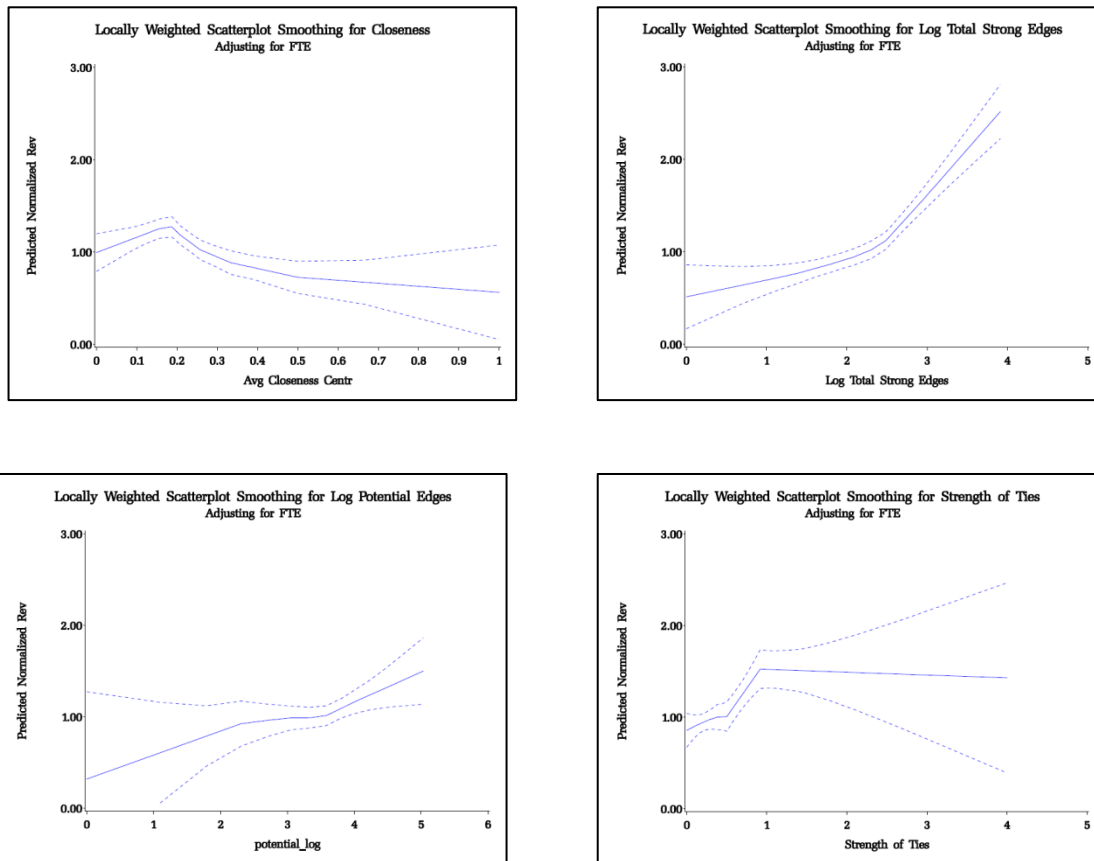 Locally Weighted Scatterplot Smoothing for Closeness
Adjusting for FTE
Predicted Normalized Rev
3.00
2.00
1.00
0.00
0 0.1 0.2 0.3 0.4 0.5 0.6 0.7 0.8 0.9 1
Avg Closeness Centr
Locally Weighted Scatterplot Smoothing for Log Total Strong Edges
Adjusting for FTE
Predicted Normalized Rev
3.00
2.00
1.00
0.00
0 1 2 3 4 5
Log Total Strong Edges
Locally Weighted Scatterplot Smoothing for Log Potential Edges
Adjusting for FTE
Predicted Normalized Rev
3.00
2.00
1.00
0.00
0 1 2 3 4 5 6
potential_log
Locally Weighted Scatterplot Smoothing for Strength of Ties
Adjusting for FTE
Predicted Normalized Rev
3.00
2.00
1.00
0.00
0 1 2 3 4 5
Strength of Ties